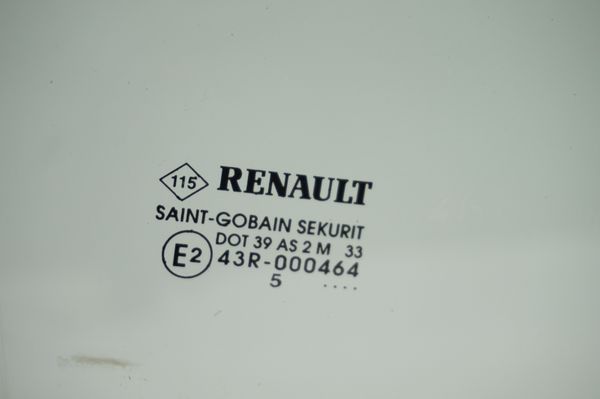 115 RENAULT
SAINT-GOBAIN SEKURIT
DOT 39 AS 2 M 33
E2 43R-000464
5 ....